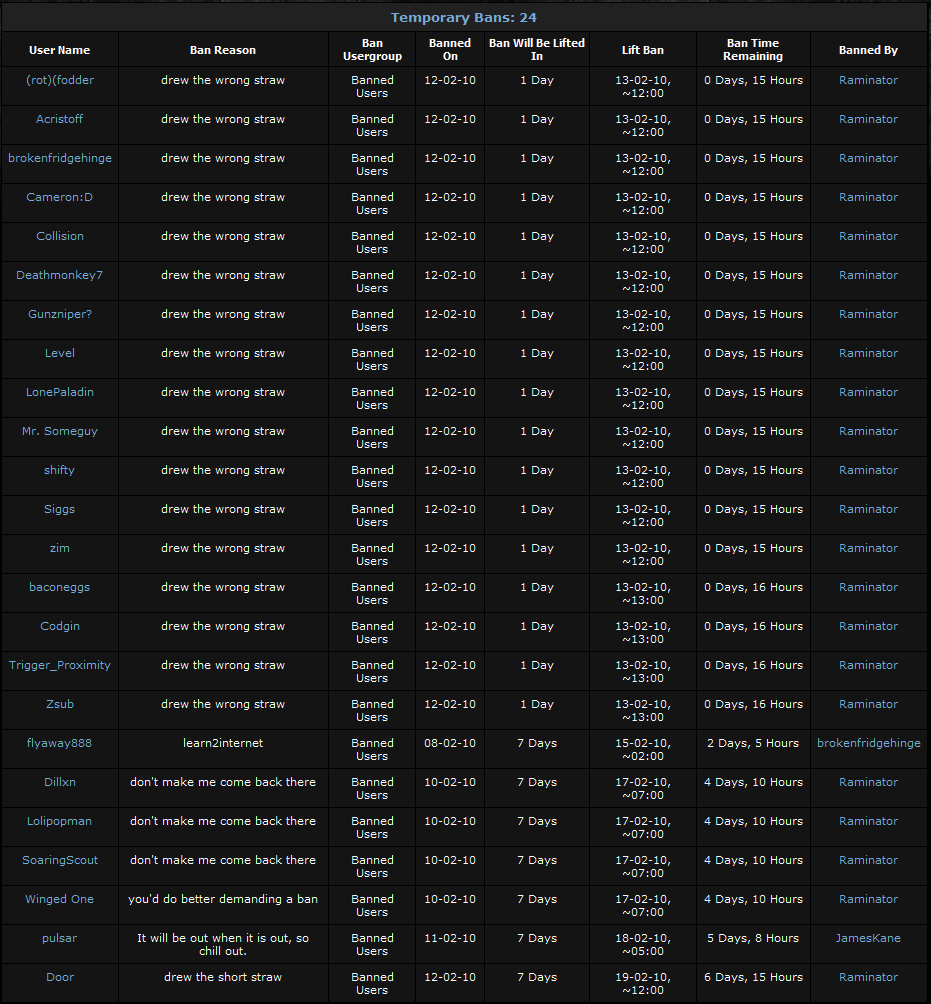 Temporary Bans: 24
User Name Ban Reason Ban Usergroup Banned On Ban Will Be Lifted In Lift Ban Ban Time Remaining Banned By
(rot)(fodder drew the wrong straw Banned Users 12-02-10 1 Day 13-02-10, ~12:00 0 Days, 15 Hours Raminator
Acristoff drew the wrong straw Banned Users 12-02-10 1 Day 13-02-10, ~12:00 0 Days, 15 Hours Raminator
brokenfridgehinge drew the wrong straw Banned Users 12-02-10 1 Day 13-02-10, ~12:00 0 Days, 15 Hours Raminator
Cameron:D drew the wrong straw Banned Users 12-02-10 1 Day 13-02-10, ~12:00 0 Days, 15 Hours Raminator
Collision drew the wrong straw Banned Users 12-02-10 1 Day 13-02-10, ~12:00 0 Days, 15 Hours Raminator
Deathmonkey7 drew the wrong straw Banned Users 12-02-10 1 Day 13-02-10, ~12:00 0 Days, 15 Hours Raminator
Gunzniper? drew the wrong straw Banned Users 12-02-10 1 Day 13-02-10, ~12:00 0 Days, 15 Hours Raminator
Level drew the wrong straw Banned Users 12-02-10 1 Day 13-02-10, ~12:00 0 Days, 15 Hours Raminator
LonePaladin drew the wrong straw Banned Users 12-02-10 1 Day 13-02-10, ~12:00 0 Days, 15 Hours Raminator
Mr. Someguy drew the wrong straw Banned Users 12-02-10 1 Day 13-02-10, ~12:00 0 Days, 15 Hours Raminator
shifty drew the wrong straw Banned Users 12-02-10 1 Day 13-02-10, ~12:00 0 Days, 15 Hours Raminator
Siggs drew the wrong straw Banned Users 12-02-10 1 Day 13-02-10, ~12:00 0 Days, 15 Hours Raminator
zim drew the wrong straw Banned Users 12-02-10 1 Day 13-02-10, ~12:00 0 Days, 15 Hours Raminator
baconeggs drew the wrong straw Banned Users 12-02-10 1 Day 13-02-10, ~13:00 0 Days, 16 Hours Raminator
Codgin drew the wrong straw Banned Users 12-02-10 1 Day 13-02-10, ~13:00 0 Days, 16 Hours Raminator
Trigger_Proximity drew the wrong straw Banned Users 12-02-10 1 Day 13-02-10, ~13:00 0 Days, 16 Hours Raminator
Zsub drew the wrong straw Banned Users 12-02-10 1 Day 13-02-10, ~13:00 0 Days, 16 Hours Raminator
flyaway888 learn2internet Banned Users 08-02-10 7 Days 15-02-10, ~02:00 2 Days, 5 Hours brokenfridgehinge
Dillxn don't make me come back there Banned Users 10-02-10 7 Days 17-02-10, ~07:00 4 Days, 10 Hours Raminator
Lolipopman don't make me come back there Banned Users 10-02-10 7 Days 17-02-10, ~07:00 4 Days, 10 Hours Raminator
SoaringScout don't make me come back there Banned Users 10-02-10 7 Days 17-02-10, ~07:00 4 Days, 10 Hours Raminator
Winged One you'd do better demanding a ban Banned Users 10-02-10 7 Days 17-02-10, ~07:00 4 Days, 10 Hours Raminator
pulsar It will be out when it is out, so chill out. Banned Users 11-02-10 7 Days 18-02-10, ~05:00 5 Days, 8 Hours JamesKane
Door drew the short straw Banned Users 12-02-10 7 Days 19-02-10, ~12:00 6 Days, 15 Hours Raminator